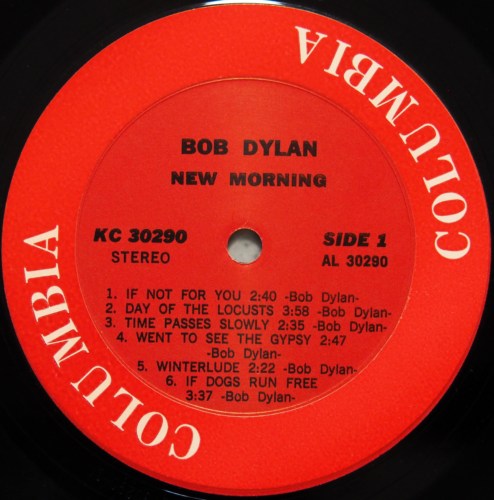 COLUMBIA
BOB DYLAN
NEW MORNING
KC 30290
SIDE 1
STEREO
AL 30290
1. IF NOT FOR YOU 2:40 -Bob Dylan-
2. DAY OF THE LOCUSTS 3:58 -Bob Dylan-
3. TIME PASSES SLOWLY 2:35 -Bob Dylan-
4. WENT TO SEE THE GYPSY 2:47
-Bob Dylan-
5. WINTERLUDE 2:22 -Bob Dylan-
6. IF DOGS RUN FREE
3:37 -Bob Dylan-
COLUMBIA